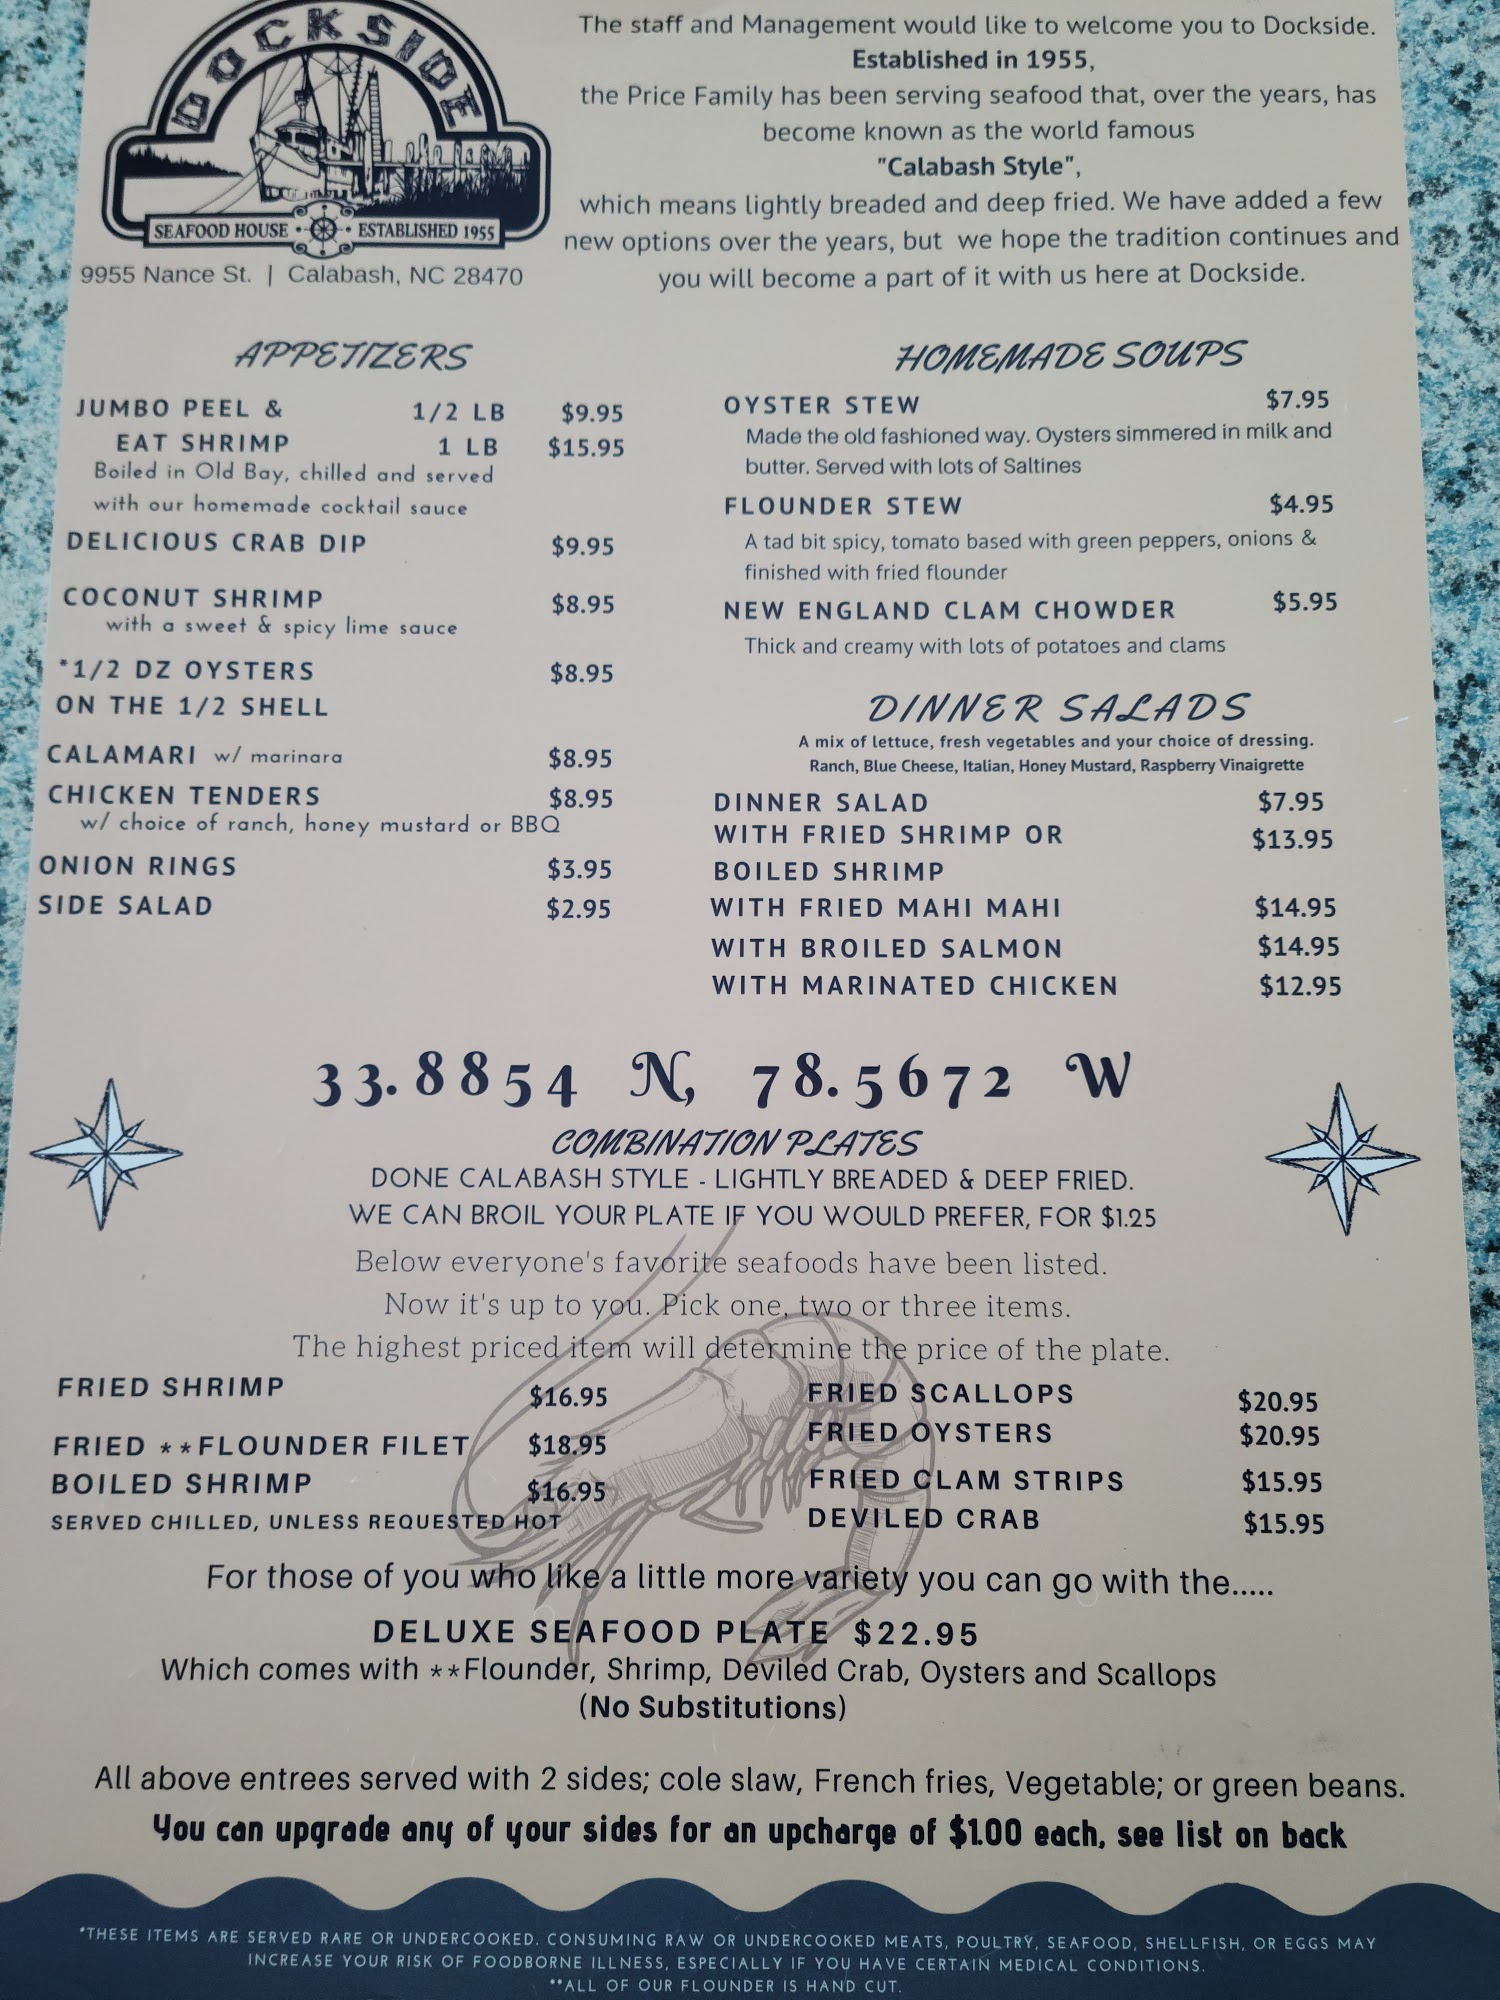 DOCKSIDE
SEAFOOD HOUSE ESTABLISHED 1955
9955 Nance St. | Calabash, NC 28470
The staff and Management would like to welcome you to Dockside.
Established in 1955,
the Price Family has been serving seafood that, over the years, has
become known as the world famous
"Calabash Style",
which means lightly breaded and deep fried. We have added a few
new options over the years, but we hope the tradition continues and
you will become a part of it with us here at Dockside.
APPETIZERS
JUMBO PEEL & 1/2 LB $9.95
EAT SHRIMP 1 LB $15.95
Boiled in Old Bay, chilled and served
with our homemade cocktail sauce
DELICIOUS CRAB DIP $9.95
COCONUT SHRIMP $8.95
with a sweet & spicy lime sauce
*1/2 DZ OYSTERS $8.95
ON THE 1/2 SHELL
CALAMARI w/ marinara $8.95
CHICKEN TENDERS $8.95
w/ choice of ranch, honey mustard or BBQ
ONION RINGS $3.95
SIDE SALAD $2.95
HOMEMADE SOUPS
OYSTER STEW $7.95
Made the old fashioned way. Oysters simmered in milk and
butter. Served with lots of Saltines
FLOUNDER STEW $4.95
A tad bit spicy, tomato based with green peppers, onions &
finished with fried flounder
NEW ENGLAND CLAM CHOWDER $5.95
Thick and creamy with lots of potatoes and clams
DINNER SALADS
A mix of lettuce, fresh vegetables and your choice of dressing.
Ranch, Blue Cheese, Italian, Honey Mustard, Raspberry Vinaigrette
DINNER SALAD $7.95
WITH FRIED SHRIMP OR $13.95
BOILED SHRIMP
WITH FRIED MAHI MAHI $14.95
WITH BROILED SALMON $14.95
WITH MARINATED CHICKEN $12.95
33.8854 N, 78.5672 W
COMBINATION PLATES
DONE CALABASH STYLE - LIGHTLY BREADED & DEEP FRIED.
WE CAN BROIL YOUR PLATE IF YOU WOULD PREFER, FOR $1.25
Below everyone's favorite seafoods have been listed.
Now it's up to you. Pick one, two or three items.
The highest priced item will determine the price of the plate.
FRIED SHRIMP $16.95
FRIED **FLOUNDER FILET $18.95
BOILED SHRIMP $16.95
SERVED CHILLED, UNLESS REQUESTED HOT
FRIED SCALLOPS $20.95
FRIED OYSTERS $20.95
FRIED CLAM STRIPS $15.95
DEVILED CRAB $15.95
For those of you who like a little more variety you can go with the.....
DELUXE SEAFOOD PLATE $22.95
Which comes with **Flounder, Shrimp, Deviled Crab, Oysters and Scallops
(No Substitutions)
All above entrees served with 2 sides; cole slaw, French fries, Vegetable; or green beans.
You can upgrade any of your sides for an upcharge of $1.00 each, see list on back
*THESE ITEMS ARE SERVED RARE OR UNDERCOOKED. CONSUMING RAW OR UNDERCOOKED MEATS, POULTRY, SEAFOOD, SHELLFISH, OR EGGS MAY
INCREASE YOUR RISK OF FOODBORNE ILLNESS, ESPECIALLY IF YOU HAVE CERTAIN MEDICAL CONDITIONS.
**ALL OF OUR FLOUNDER IS HAND CUT.